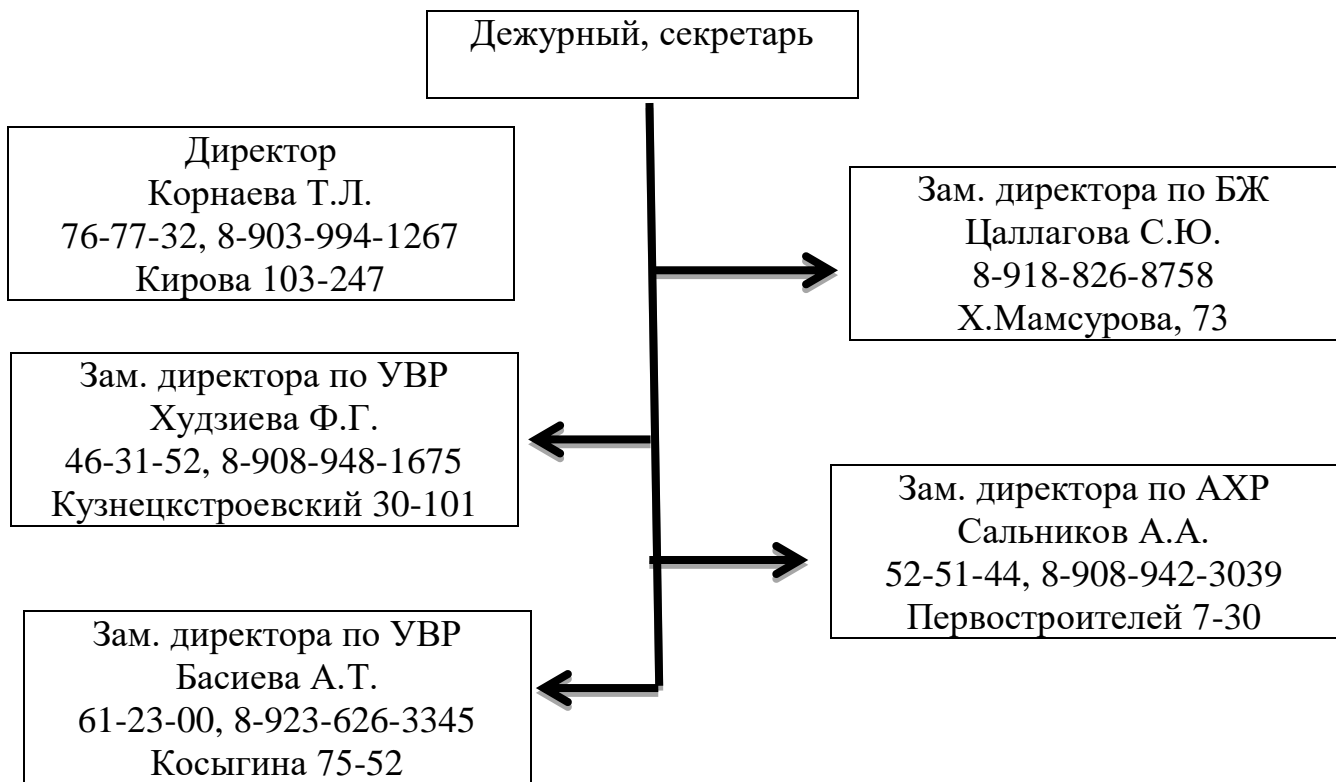 Дежурный, секретарь
Директор
Корнаева Т.Л.
76-77-32, 8-903-994-1267
Кирова 103-247
Зам. директора по БЖ
Цаллагова С.Ю.
8-918-826-8758
Х.Мамсурова, 73
Зам. директора по УВР
Худзиева Ф.Г.
46-31-52, 8-908-948-1675
Кузнецкстроевский 30-101
Зам. директора по АХР
Сальников А.А.
52-51-44, 8-908-942-3039
Первостроителей 7-30
Зам. директора по УВР
Басиева А.Т.
61-23-00, 8-923-626-3345
Косыгина 75-52